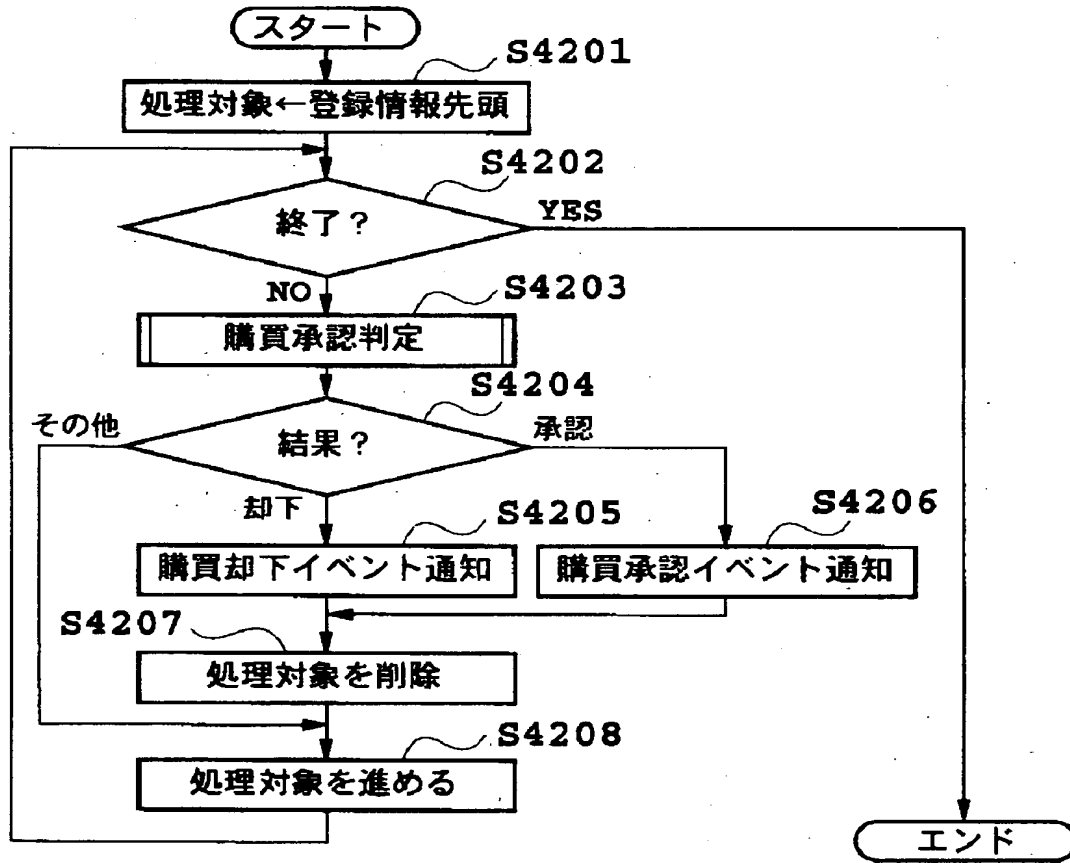 スタート
S4201
処理対象←登録情報先頭
S4202
終了？
YES
NO
S4203
購買承認判定
S4204
その他
結果？
承認
却下
S4205
S4206
購買却下イベント通知
購買承認イベント通知
S4207
処理対象を削除
S4208
処理対象を進める
エンド